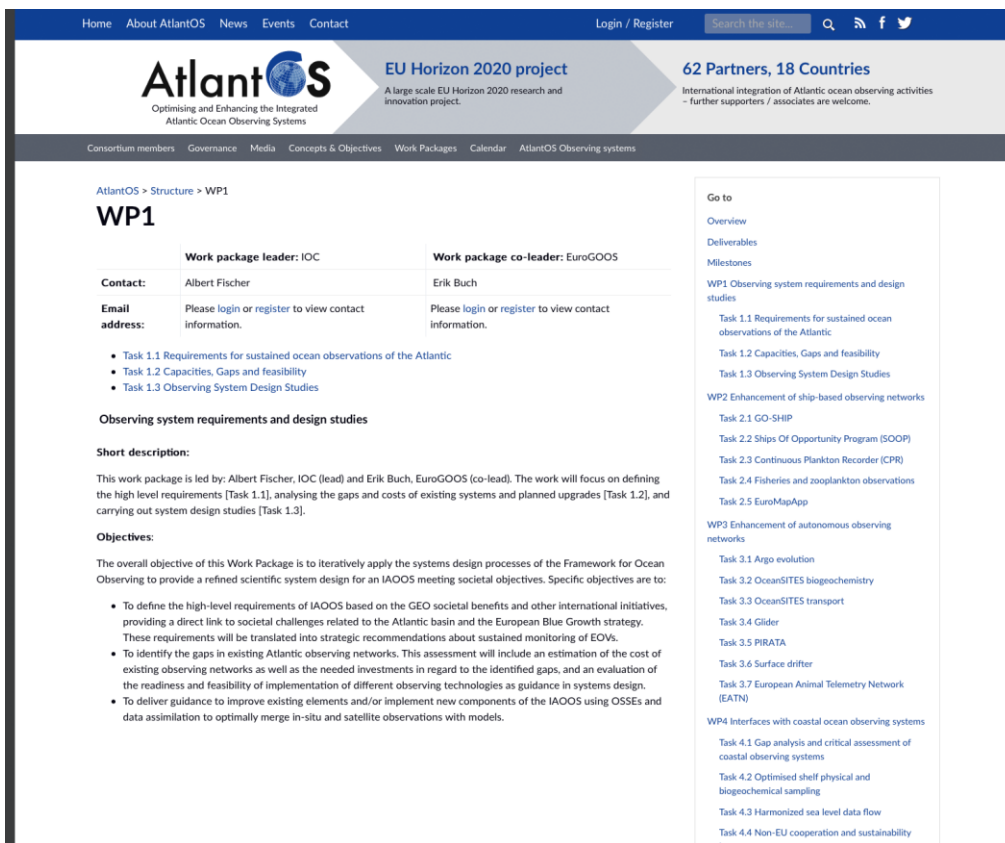 Home About AtlantOS News Events Contact Login / Register Search the site...
AtlantOS
Optimising and Enhancing the Integrated
Atlantic Ocean Observing Systems
EU Horizon 2020 project
A large scale EU Horizon 2020 research and
innovation project.
62 Partners, 18 Countries
International integration of Atlantic ocean observing activities
– further supporters / associates are welcome.
Consortium members Governance Media Concepts & Objectives Work Packages Calendar AtlantOS Observing systems
AtlantOS > Structure > WP1
WP1
Work package leader: IOC Work package co-leader: EuroGOOS
Contact: Albert Fischer Erik Buch
Email address: Please login or register to view contact information. Please login or register to view contact information.
• Task 1.1 Requirements for sustained ocean observations of the Atlantic
• Task 1.2 Capacities, Gaps and feasibility
• Task 1.3 Observing System Design Studies
Observing system requirements and design studies
Short description:
This work package is led by: Albert Fischer, IOC (lead) and Erik Buch, EuroGOOS (co-lead). The work will focus on defining
the high level requirements [Task 1.1], analysing the gaps and costs of existing systems and planned upgrades [Task 1.2], and
carrying out system design studies [Task 1.3].
Objectives:
The overall objective of this Work Package is to iteratively apply the systems design processes of the Framework for Ocean
Observing to provide a refined scientific system design for an IAOOS meeting societal objectives. Specific objectives are to:
• To define the high-level requirements of IAOOS based on the GEO societal benefits and other international initiatives,
providing a direct link to societal challenges related to the Atlantic basin and the European Blue Growth strategy.
These requirements will be translated into strategic recommendations about sustained monitoring of EOVs.
• To identify the gaps in existing Atlantic observing networks. This assessment will include an estimation of the cost of
existing observing networks as well as the needed investments in regard to the identified gaps, and an evaluation of
the readiness and feasibility of implementation of different observing technologies as guidance in systems design.
• To deliver guidance to improve existing elements and/or implement new components of the IAOOS using OSSEs and
data assimilation to optimally merge in-situ and satellite observations with models.
Go to
Overview
Deliverables
Milestones
WP1 Observing system requirements and design
studies
Task 1.1 Requirements for sustained ocean
observations of the Atlantic
Task 1.2 Capacities, Gaps and feasibility
Task 1.3 Observing System Design Studies
WP2 Enhancement of ship-based observing networks
Task 2.1 GO-SHIP
Task 2.2 Ships Of Opportunity Program (SOOP)
Task 2.3 Continuous Plankton Recorder (CPR)
Task 2.4 Fisheries and zooplankton observations
Task 2.5 EuroMapApp
WP3 Enhancement of autonomous observing
networks
Task 3.1 Argo evolution
Task 3.2 OceanSITES biogeochemistry
Task 3.3 OceanSITES transport
Task 3.4 Glider
Task 3.5 PIRATA
Task 3.6 Surface drifter
Task 3.7 European Animal Telemetry Network
(EATN)
WP4 Interfaces with coastal ocean observing systems
Task 4.1 Gap analysis and critical assessment of
coastal observing systems
Task 4.2 Optimised shelf physical and
biogeochemical sampling
Task 4.3 Harmonized sea level data flow
Task 4.4 Non-EU cooperation and sustainability